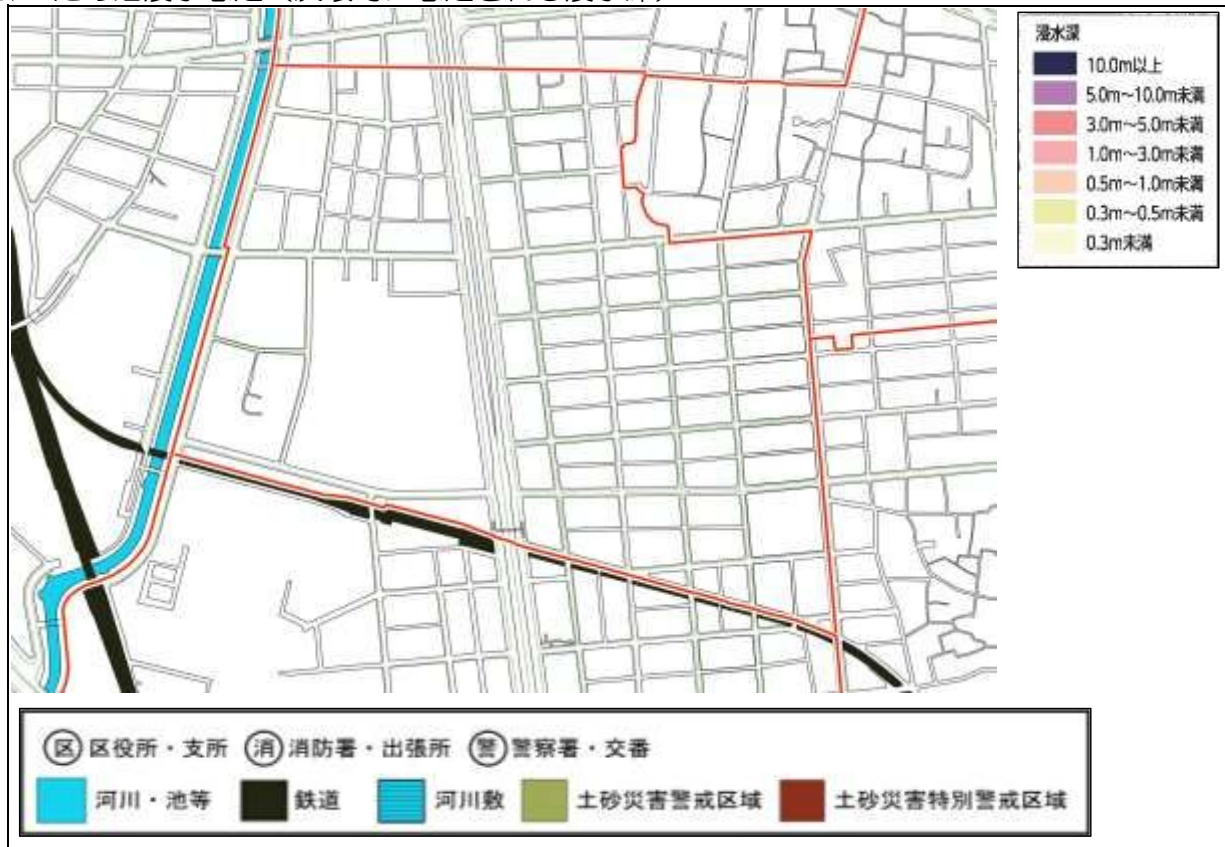 浸水深
10.0m以上
5.0m～10.0m未満
3.0m～5.0m未満
1.0m～3.0m未満
0.5m～1.0m未満
0.3m～0.5m未満
0.3m未満
区 区役所・支所 消 消防署・出張所 警 警察署・交番
河川・池等 鉄道 河川敷 土砂災害警戒区域 土砂災害特別警戒区域